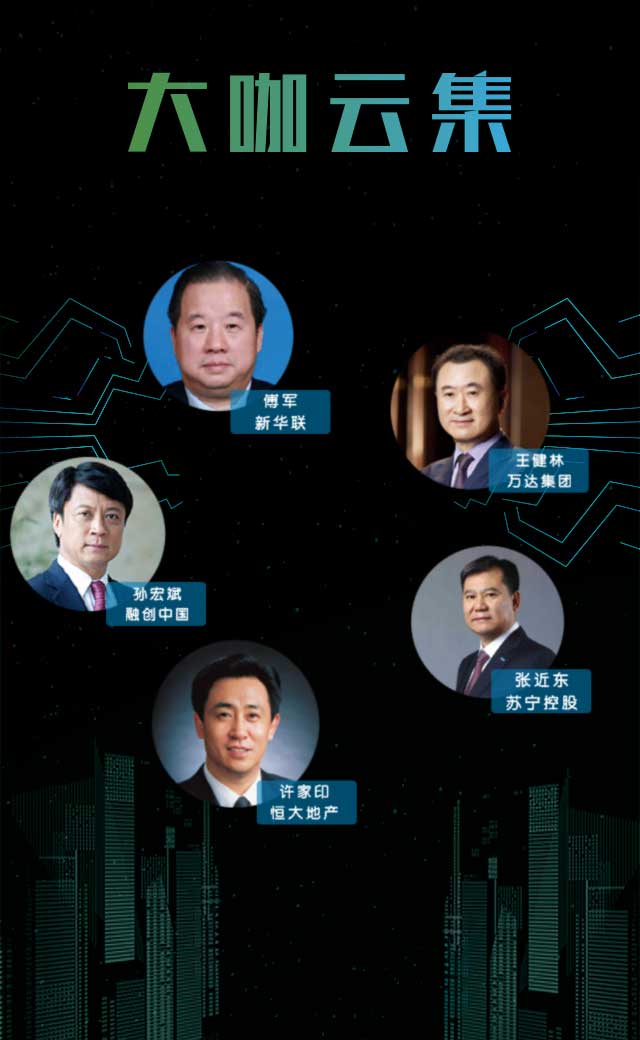 大咖云集
傅军
新华联
王健林
万达集团
孙宏斌
融创中国
张近东
苏宁控股
许家印
恒大地产